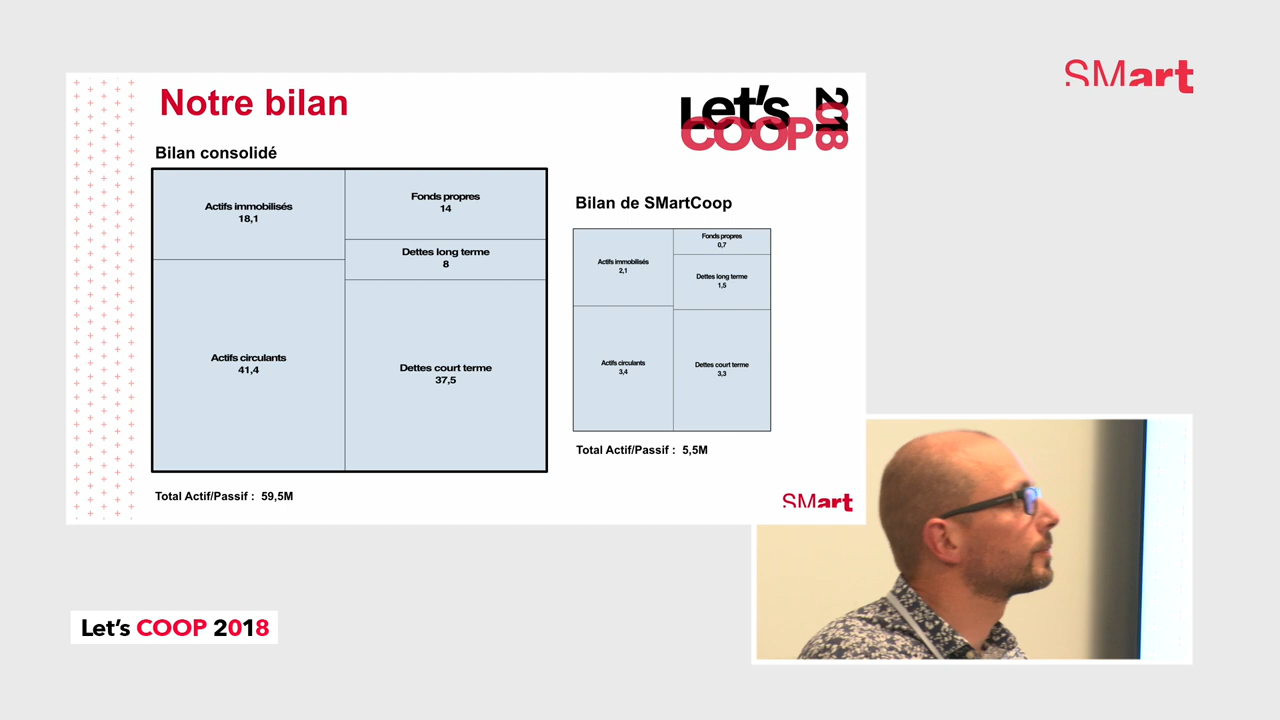 SMart
Notre bilan
Let's
COOP
2018
Bilan consolidé
Actifs immobilisés
18,1
Fonds propres
14
Dettes long terme
8
Actifs circulants
41,4
Dettes court terme
37,5
Total Actif/Passif : 59,5M
Bilan de SMartCoop
Actifs immobilisés
2,1
Fonds propres
0,7
Dettes long terme
1,5
Actifs circulants
3,4
Dettes court terme
3,3
Total Actif/Passif : 5,5M
SMart
Let's COOP 2018